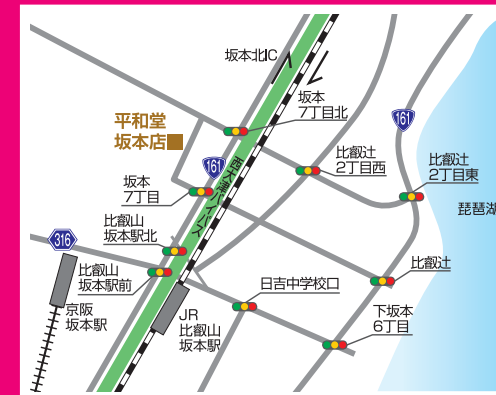 坂本北IC
坂本
7丁目北
161
平和堂
坂本店
161
比叡辻
2丁目西
比叡辻
2丁目東
西大津バイパス
坂本
7丁目
琵琶湖
比叡山
坂本駅北
316
比叡山
坂本駅前
比叡辻
日吉中学校口
京阪
坂本駅
JR
比叡山
坂本駅
下坂本
6丁目